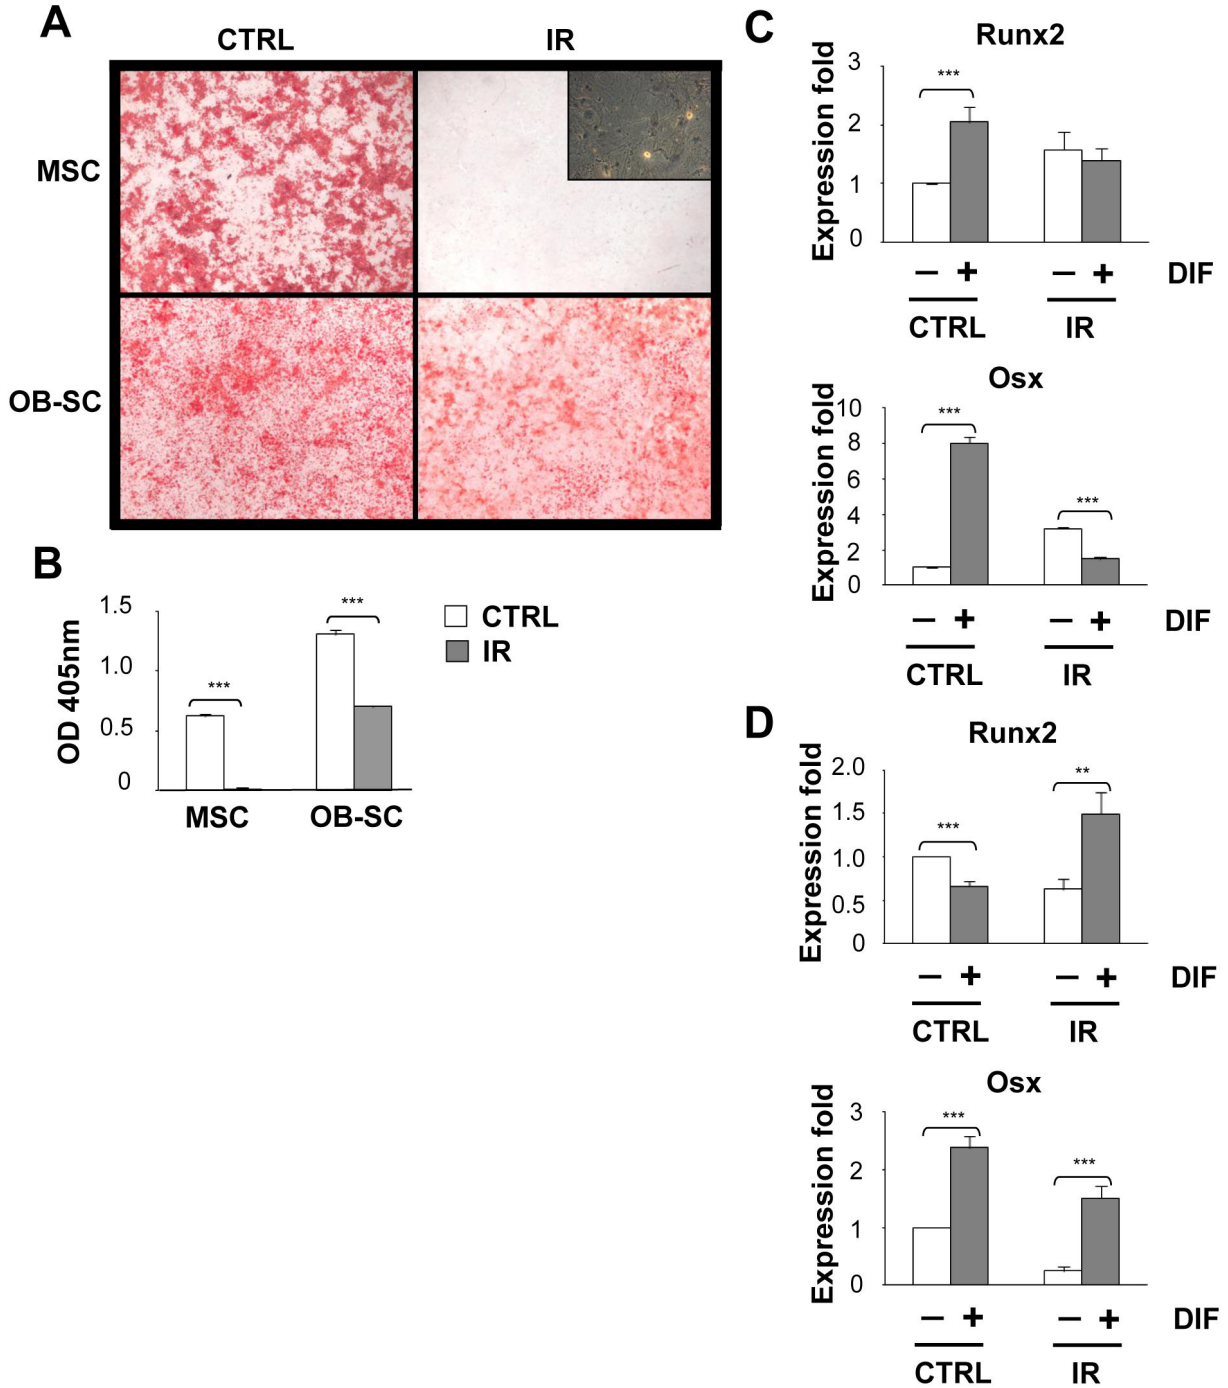 A
CTRL IR
MSC
OB-SC
B
OD 405nm
1.5
1.0
0.5
0
***
***
CTRL
IR
MSC OB-SC
C
Runx2
Expression fold
3
2
1
0
***
– + – + DIF
CTRL IR
Osx
Expression fold
10
8
6
4
2
0
***
***
– + – + DIF
CTRL IR
D
Runx2
Expression fold
2.0
1.5
1.0
0.5
0
***
**
– + – + DIF
CTRL IR
Osx
Expression fold
3
2
1
0
***
***
– + – + DIF
CTRL IR